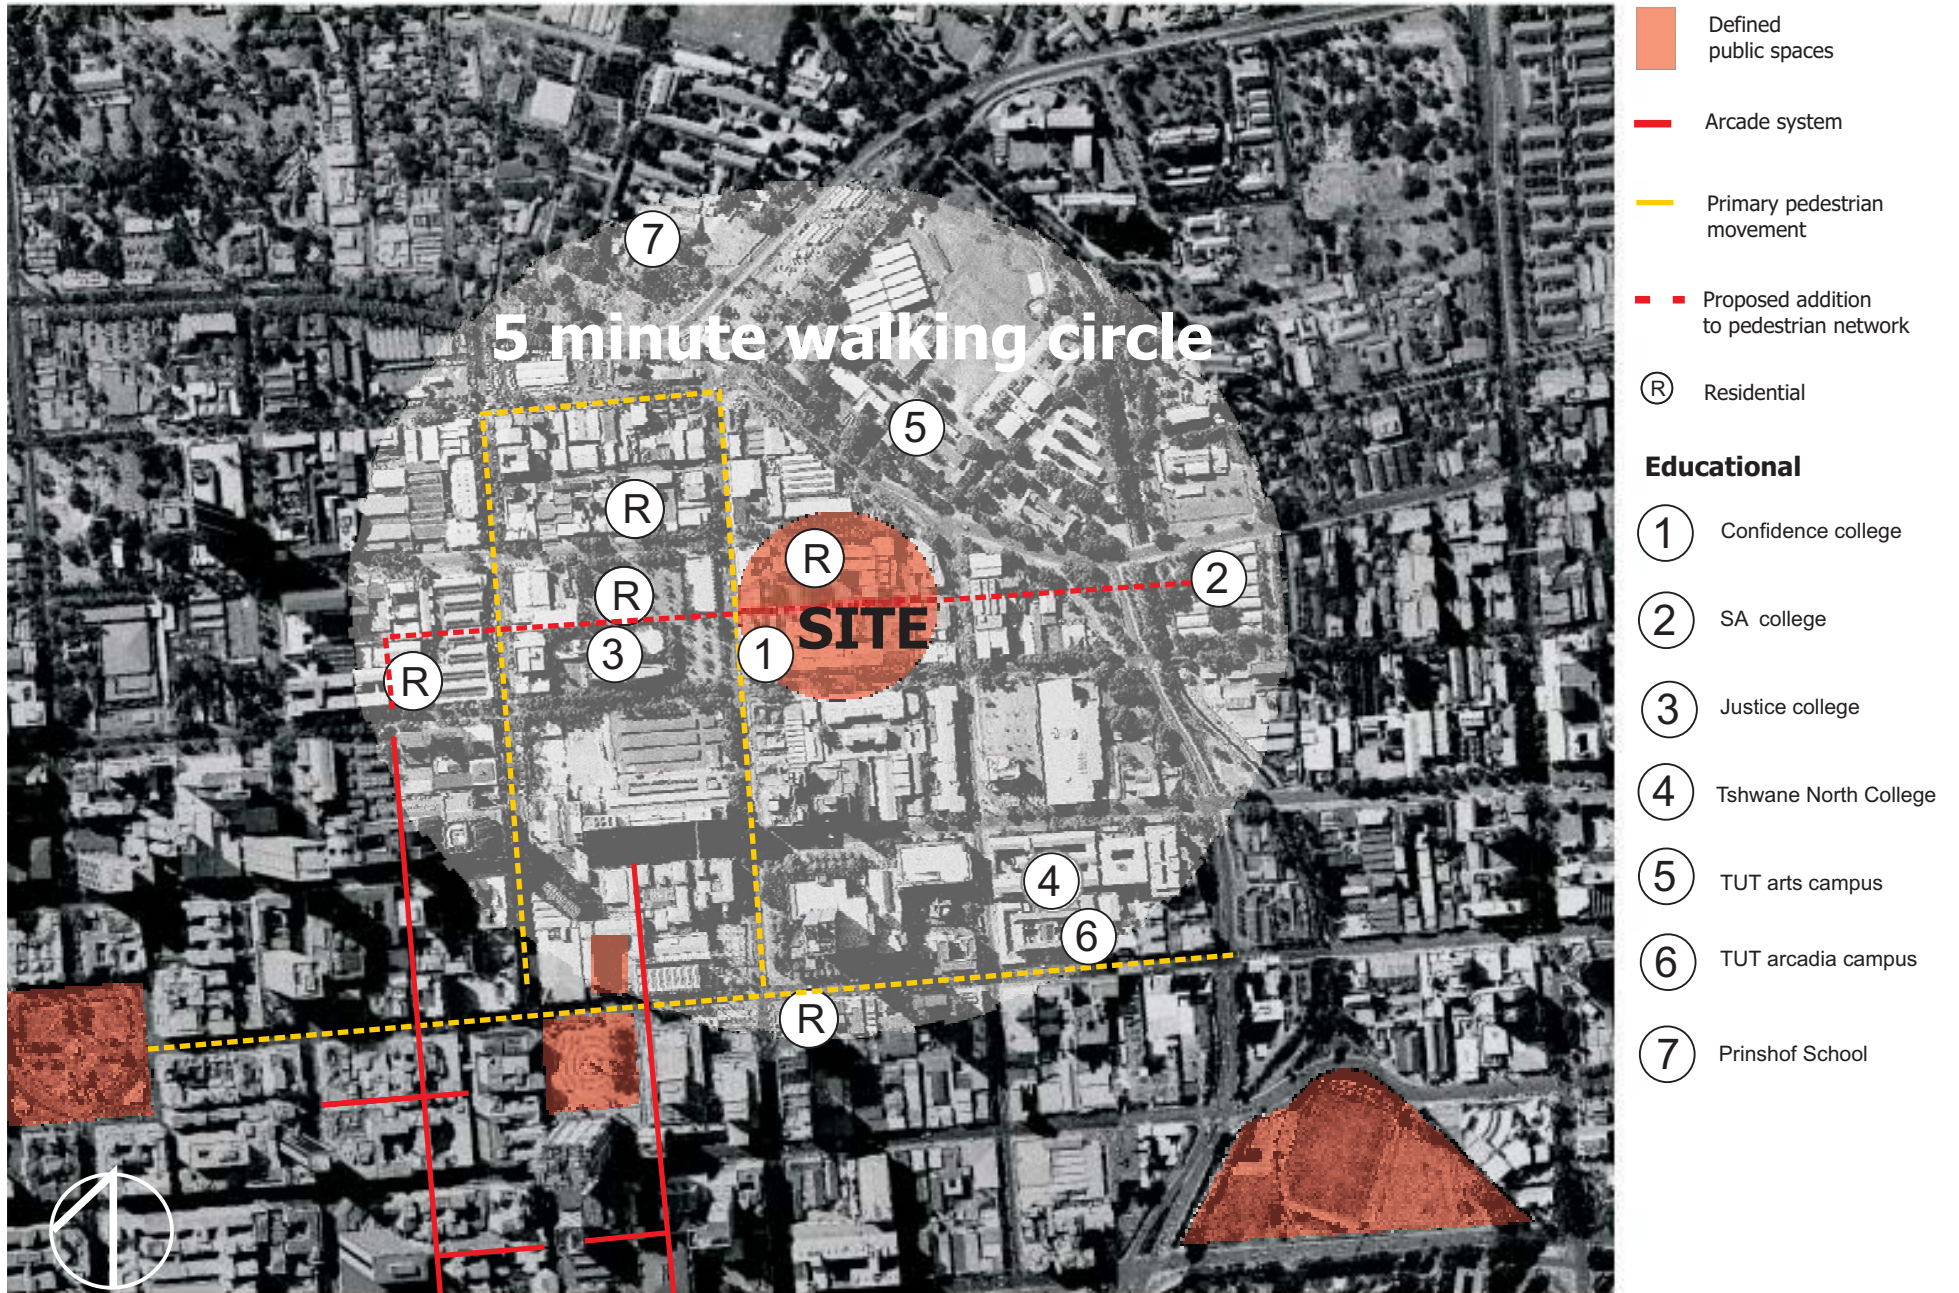 7
5 minute walking circle
5
R
R
R
2
SITE
3
1
R
4
6
R
Defined
public spaces
Arcade system
Primary pedestrian
movement
Proposed addition
to pedestrian network
R Residential
Educational
1 Confidence college
2 SA college
3 Justice college
4 Tshwane North College
5 TUT arts campus
6 TUT arcadia campus
7 Prinshof School